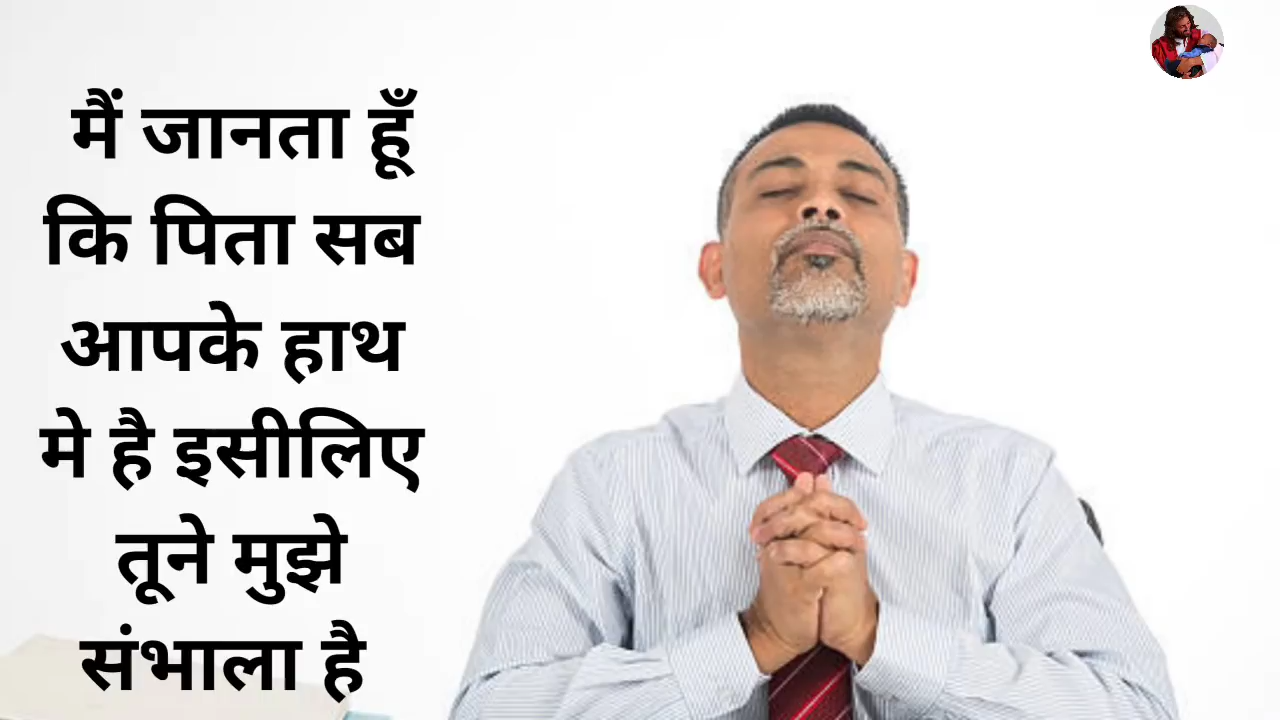 मैं जानता हूँ
कि पिता सब
आपके हाथ
मे है इसीलिए
तूने मुझे
संभाला है